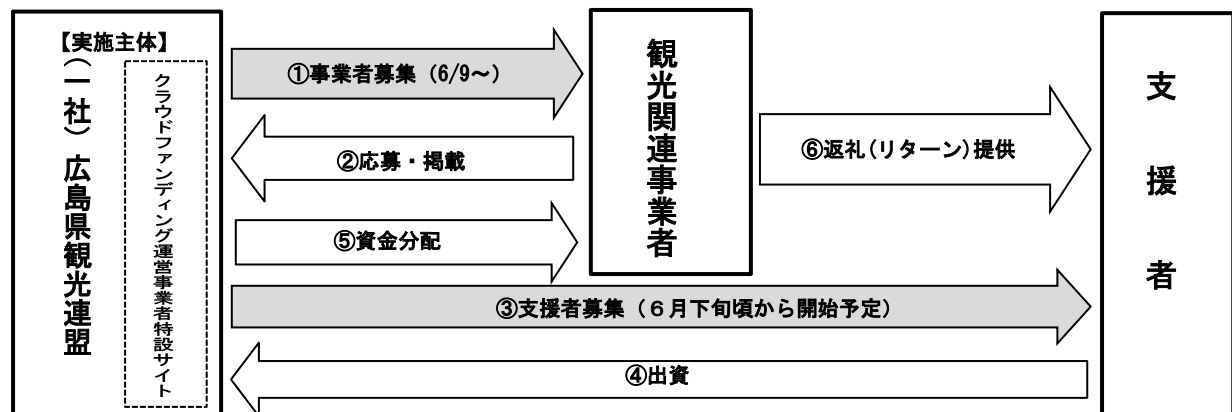 【実施主体】
（一社）広島県観光連盟
クラウドファンディング運営事業者特設サイト
①事業者募集（6/9～）
②応募・掲載
⑤資金分配
観光関連事業者
⑥返礼（リターン）提供
③支援者募集（６月下旬頃から開始予定）
④出資
支援者